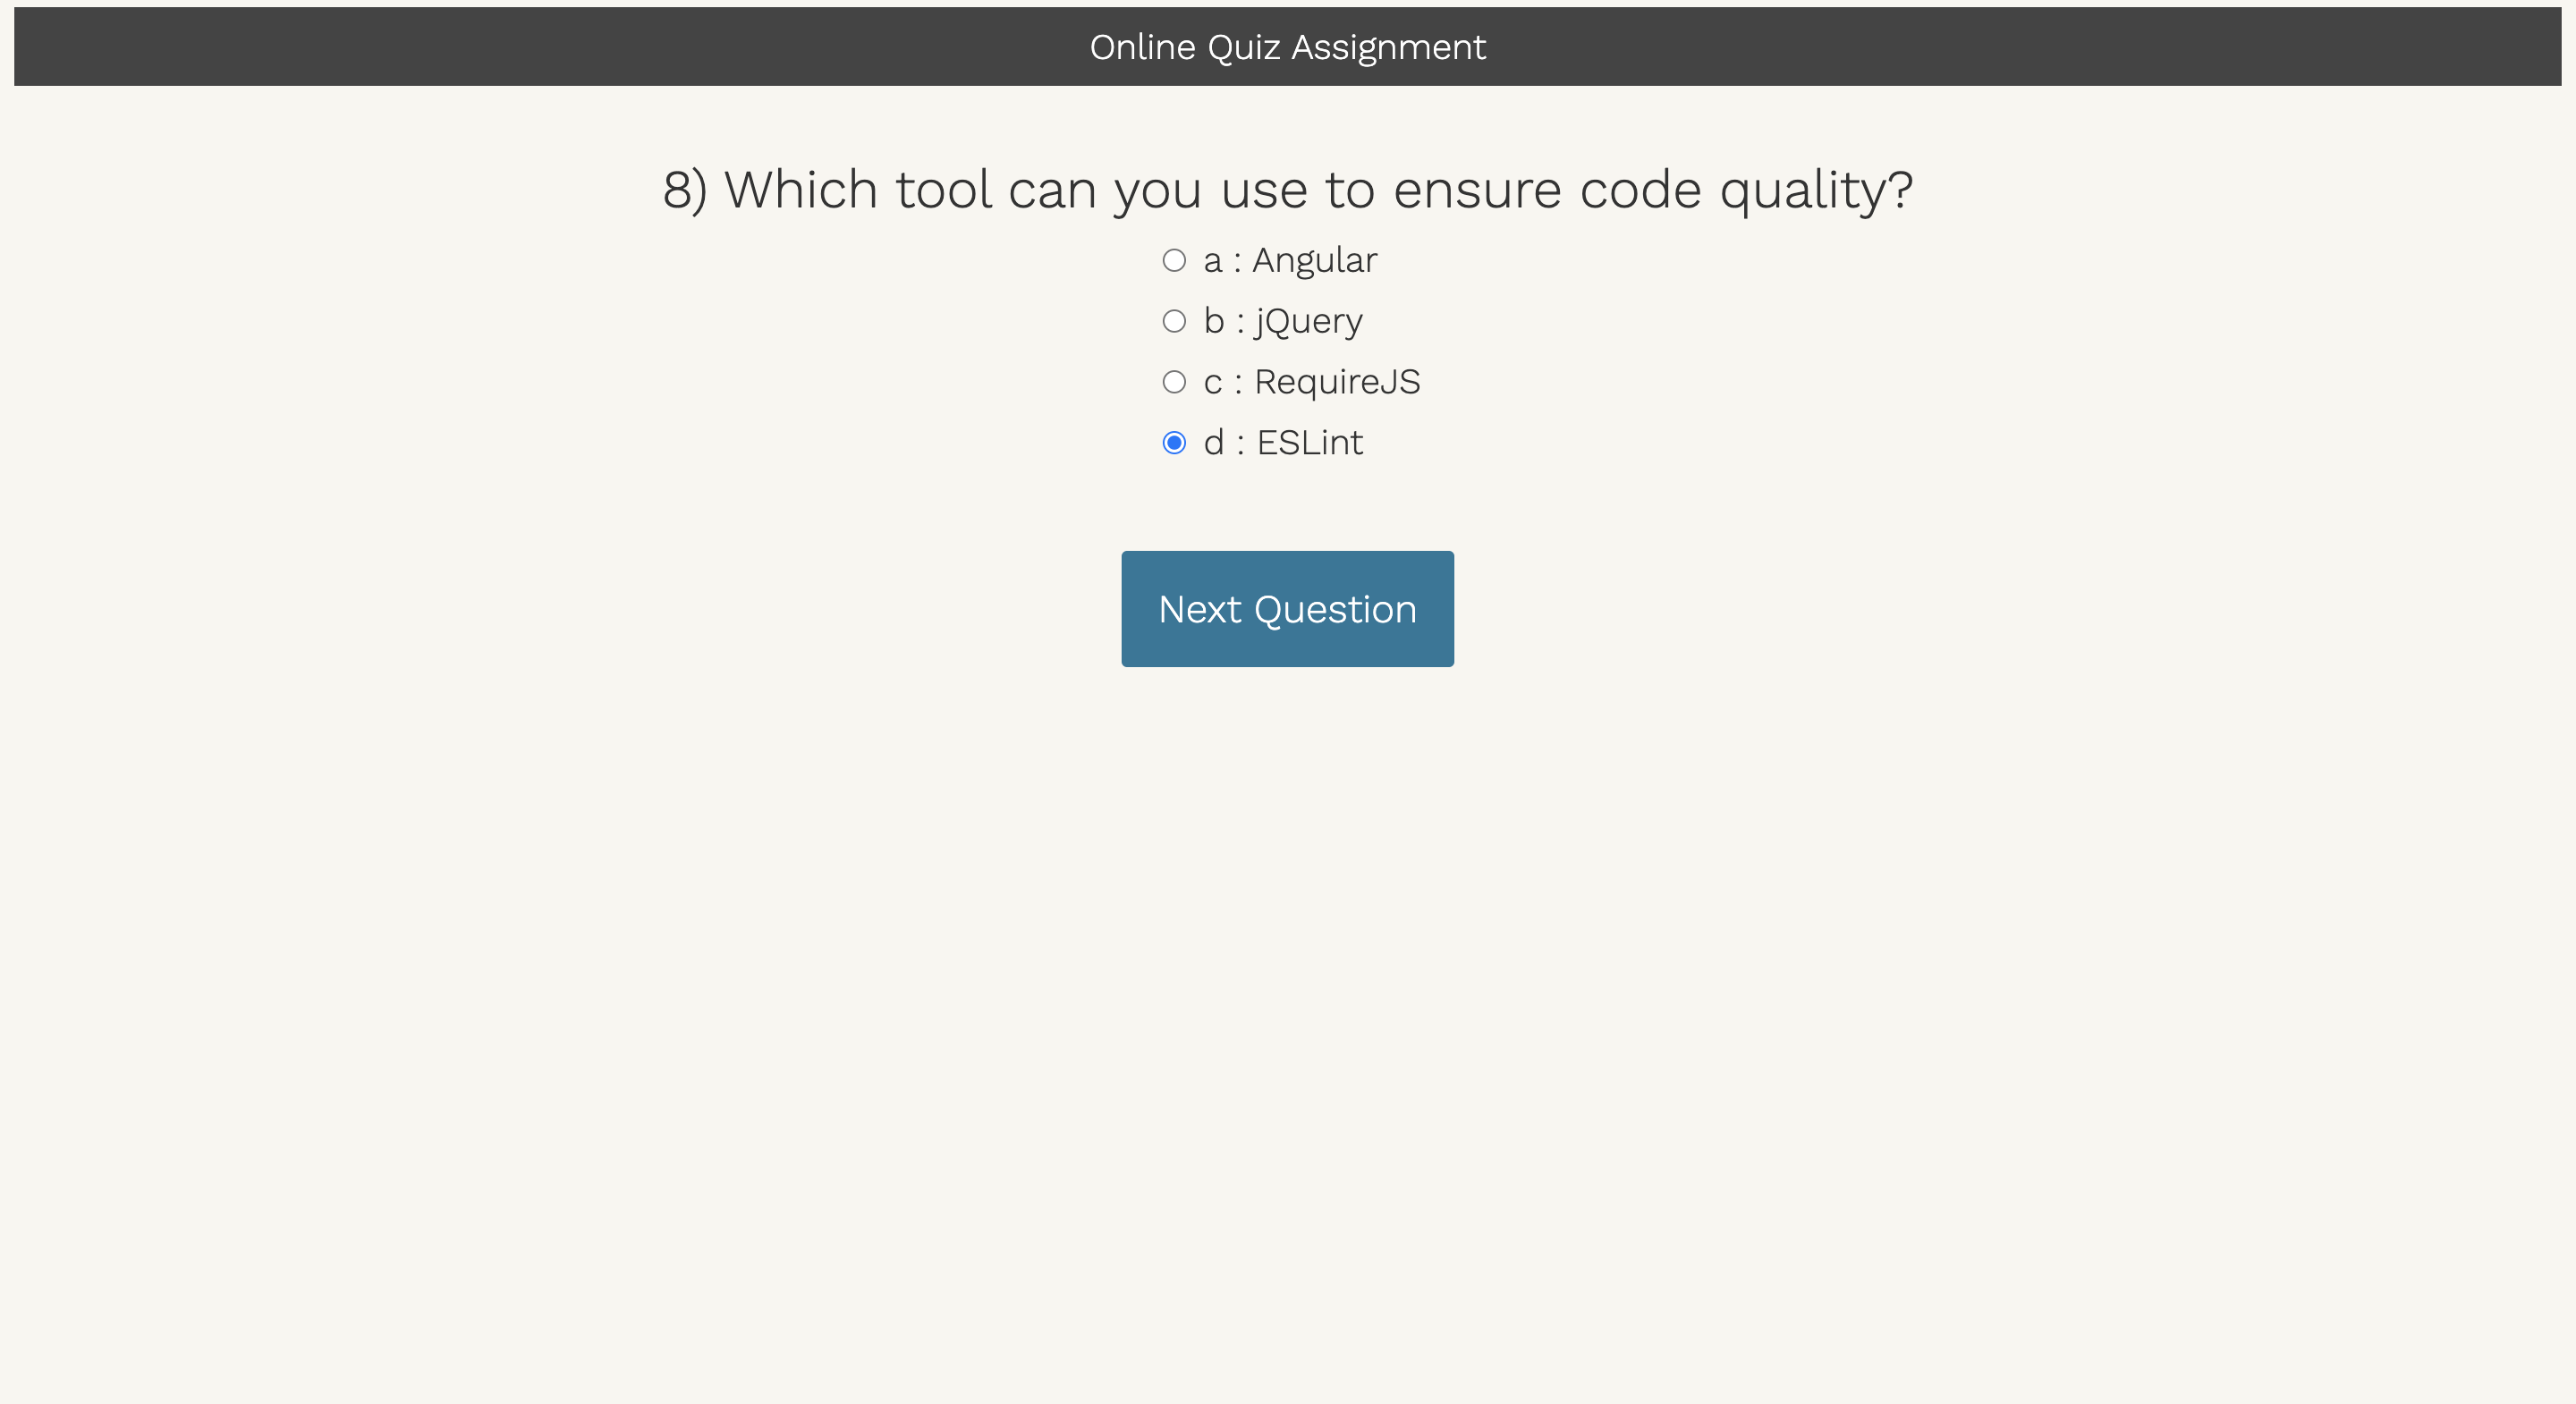 Online Quiz Assignment
8) Which tool can you use to ensure code quality?
a : Angular
b : jQuery
c : RequireJS
d : ESLint
Next Question